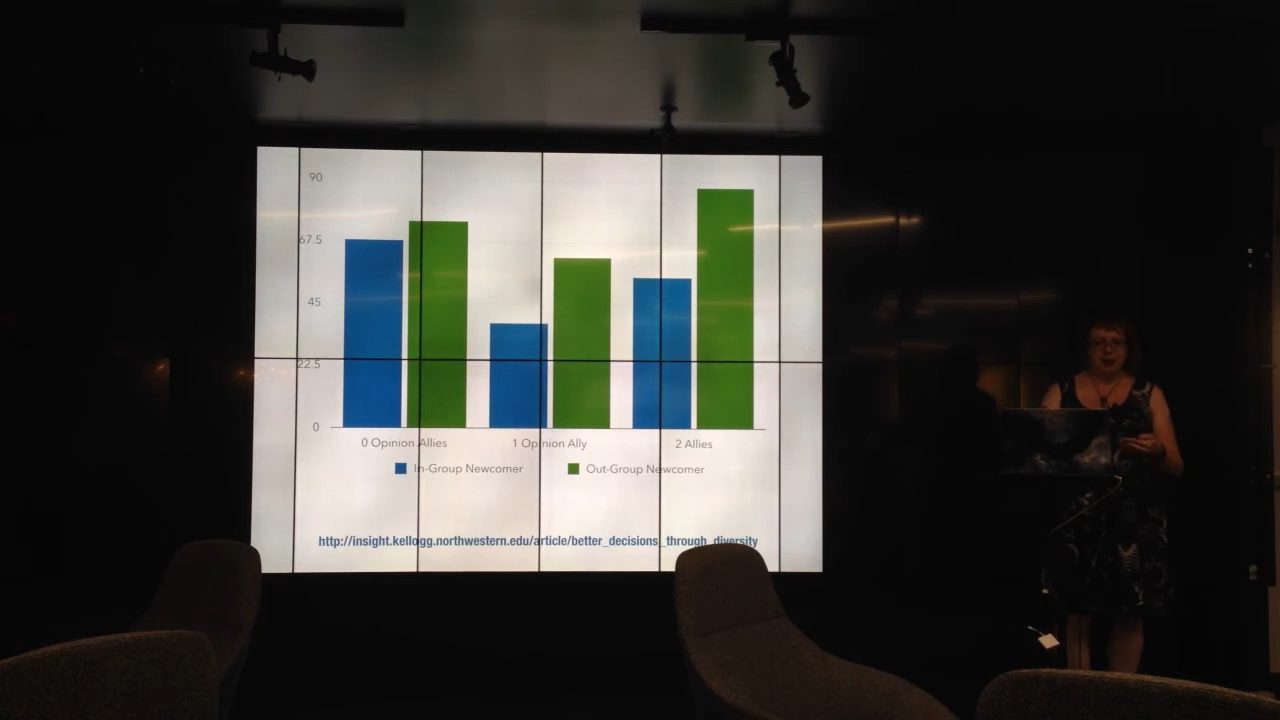 90
67.5
45
22.5
0
0 Opinion Allies
1 Opinion Ally
2 Allies
In-Group Newcomer
Out-Group Newcomer
http://insight.kellogg.northwestern.edu/article/better_decisions_through_diversity